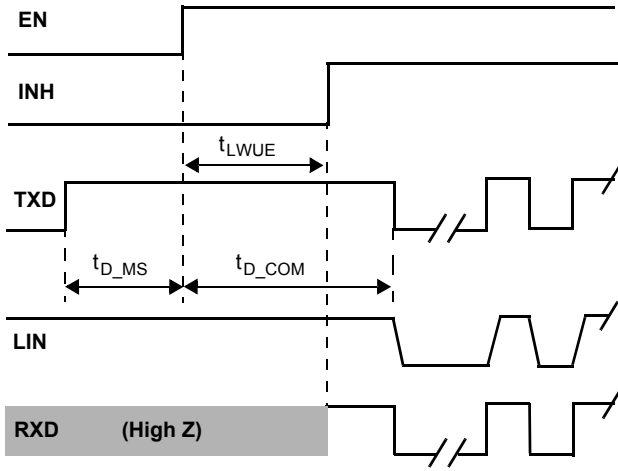 EN
INH
tLWUE
TXD
tD_MS tD_COM
LIN
RXD (High Z)